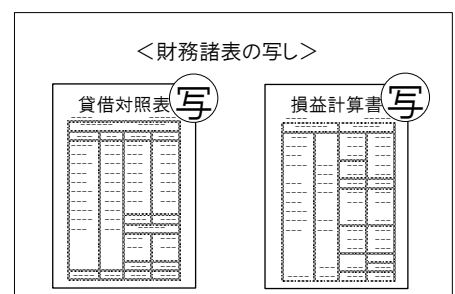 ＜財務諸表の写し＞
貸借対照表 写
損益計算書 写